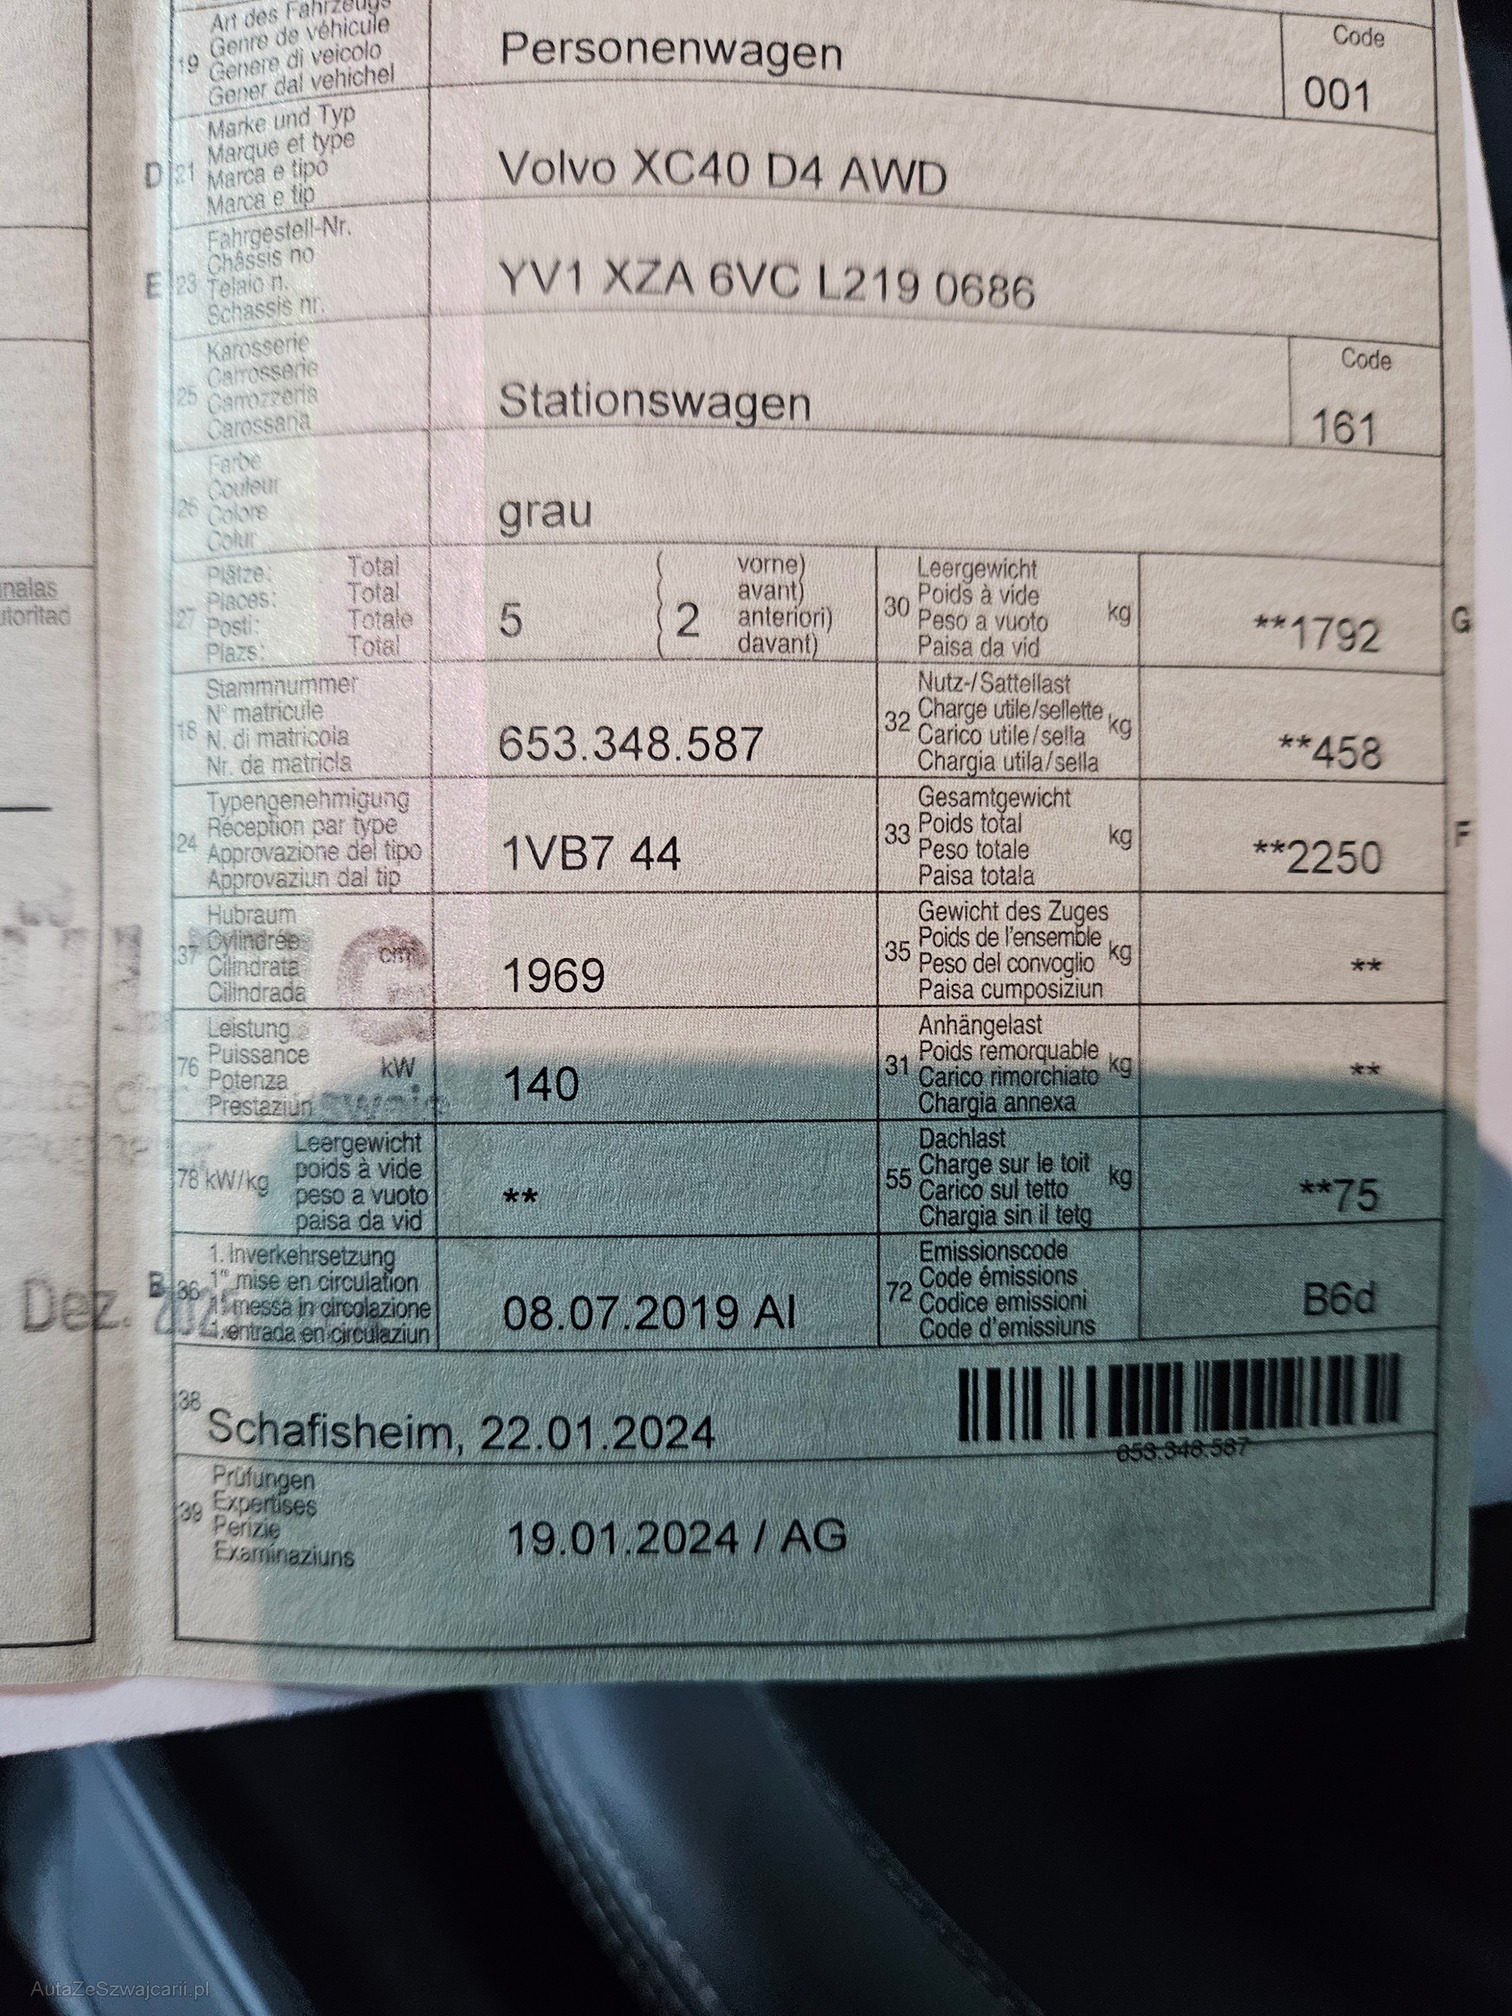 19 Art des Fahrzeugs
Genre de véhicule
Genere di veicolo
Gener dal vehichel
Personenwagen
Code
001
D 21 Marke und Typ
Marque et type
Marca e tipo
Marca e tip
Volvo XC40 D4 AWD
E 23 Fahrgestell-Nr.
Châssis no
Telaio n.
Schassis nr.
YV1 XZA 6VC L219 0686
25 Karosserie
Carrosserie
Carrozzeria
Carossaria
Stationswagen
Code
161
26 Farbe
Couleur
Colore
Colur
grau
27 Plätze: Total
Places: Total
Posti: Totale
Plazs: Total
5
2
vorne)
avant)
anteriori)
davant)
30 Leergewicht
Poids à vide
Peso a vuoto
Paisa da vid
kg
**1792
G
18 Stammnummer
N° matricule
N. di matricola
Nr. da matricla
653.348.587
32 Nutz-/Sattellast
Charge utile/sellette
Carico utile/sella
Chargia utila/sella
kg
**458
24 Typengenehmigung
Réception par type
Approvazione del tipo
Approvaziun dal tip
1VB7 44
33 Gesamtgewicht
Poids total
Peso totale
Paisa totala
kg
**2250
F
37 Hubraum
Cylindrée
Cilindrata
Cilindrada
cm³
1969
35 Gewicht des Zuges
Poids de l'ensemble
Peso del convoglio
Paisa cumposiziun
kg
**
76 Leistung
Puissance
Potenza
Prestaziun
kW
140
31 Anhängelast
Poids remorquable
Carico rimorchiato
Chargia annexa
kg
**
78 kW/kg
Leergewicht
poids à vide
peso a vuoto
paisa da vid
**
55 Dachlast
Charge sur le toit
Carico sul tetto
Chargia sin il tetg
kg
**75
B 36 1. Inverkehrsetzung
1re mise en circulation
1a messa in circolazione
1. entrada en circulaziun
08.07.2019 AI
72 Emissionscode
Code émissions
Codice emissioni
Code d'emissiuns
B6d
Dez.
38
Schafisheim, 22.01.2024
653.348.587
39 Prüfungen
Expertises
Perizie
Examinaziuns
19.01.2024 / AG
AutaZeSzwajcarii.pl